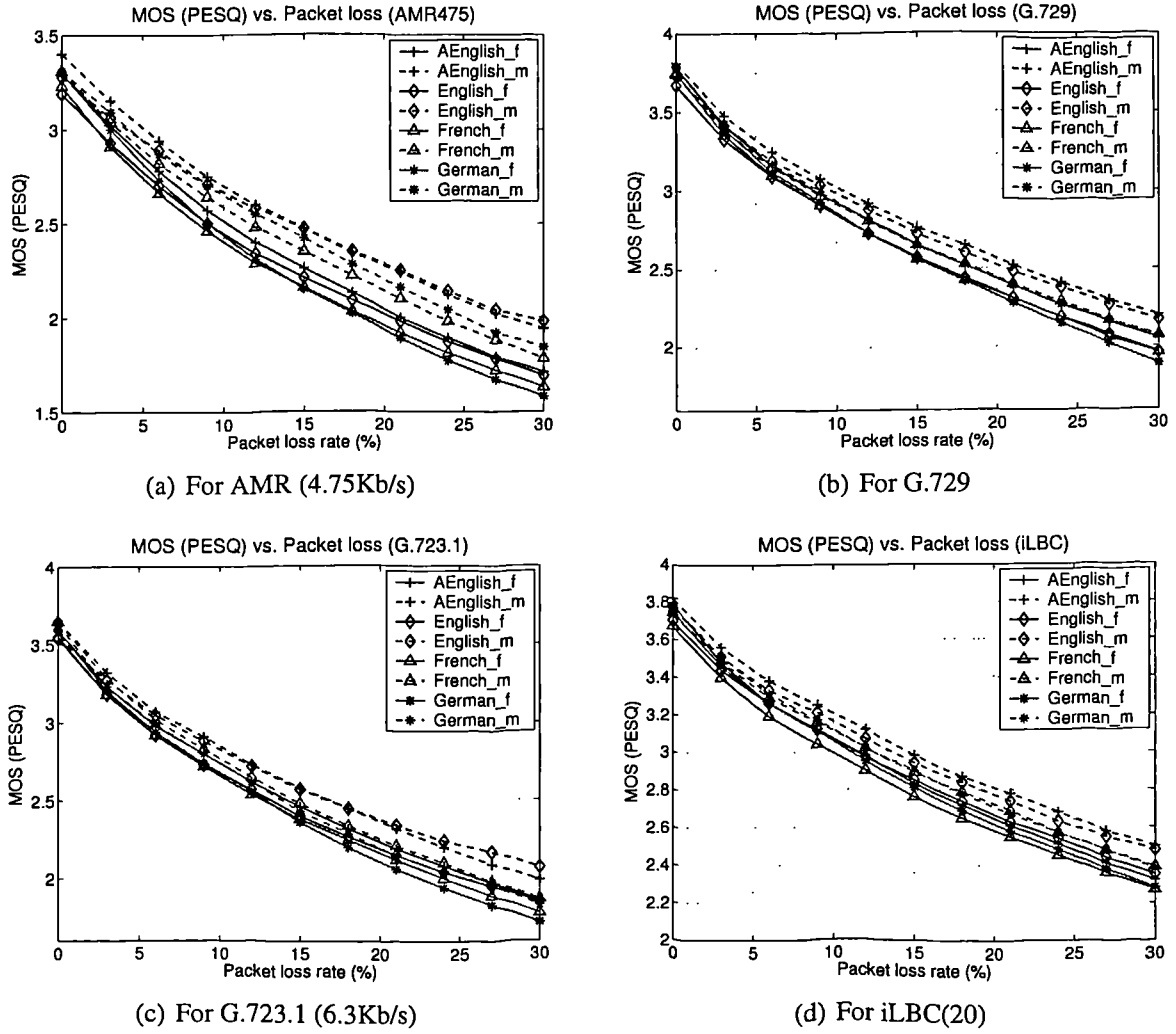 MOS (PESQ) vs. Packet loss (AMR475)
3.5
3
2.5
2
1.5
MOS (PESQ)
AEnglish_f
AEnglish_m
English_f
English_m
French_f
French_m
German_f
German_m
0 5 10 15 20 25 30
Packet loss rate (%)
(a) For AMR (4.75Kb/s)
MOS (PESQ) vs. Packet loss (G.729)
4
3.5
3
2.5
2
MOS (PESQ)
AEnglish_f
AEnglish_m
English_f
English_m
French_f
French_m
German_f
German_m
0 5 10 15 20 25 30
Packet loss rate (%)
(b) For G.729
MOS (PESQ) vs. Packet loss (G.723.1)
4
3.5
3
2.5
2
MOS (PESQ)
AEnglish_f
AEnglish_m
English_f
English_m
French_f
French_m
German_f
German_m
0 5 10 15 20 25 30
Packet loss rate (%)
(c) For G.723.1 (6.3Kb/s)
MOS (PESQ) vs. Packet loss (iLBC)
4
3.8
3.6
3.4
3.2
3
2.8
2.6
2.4
2.2
2
MOS (PESQ)
AEnglish_f
AEnglish_m
English_f
English_m
French_f
French_m
German_f
German_m
0 5 10 15 20 25 30
Packet loss rate (%)
(d) For iLBC(20)